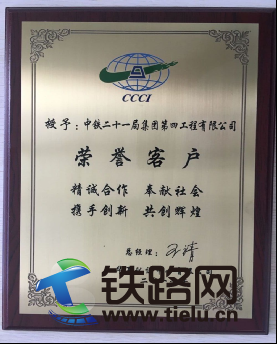 CCCI
授予：中铁二十一局集团第四工程有限公司
荣誉客户
精诚合作 奉献社会
携手创新 共创辉煌
总经理：
铁路网
www.tielu.cn